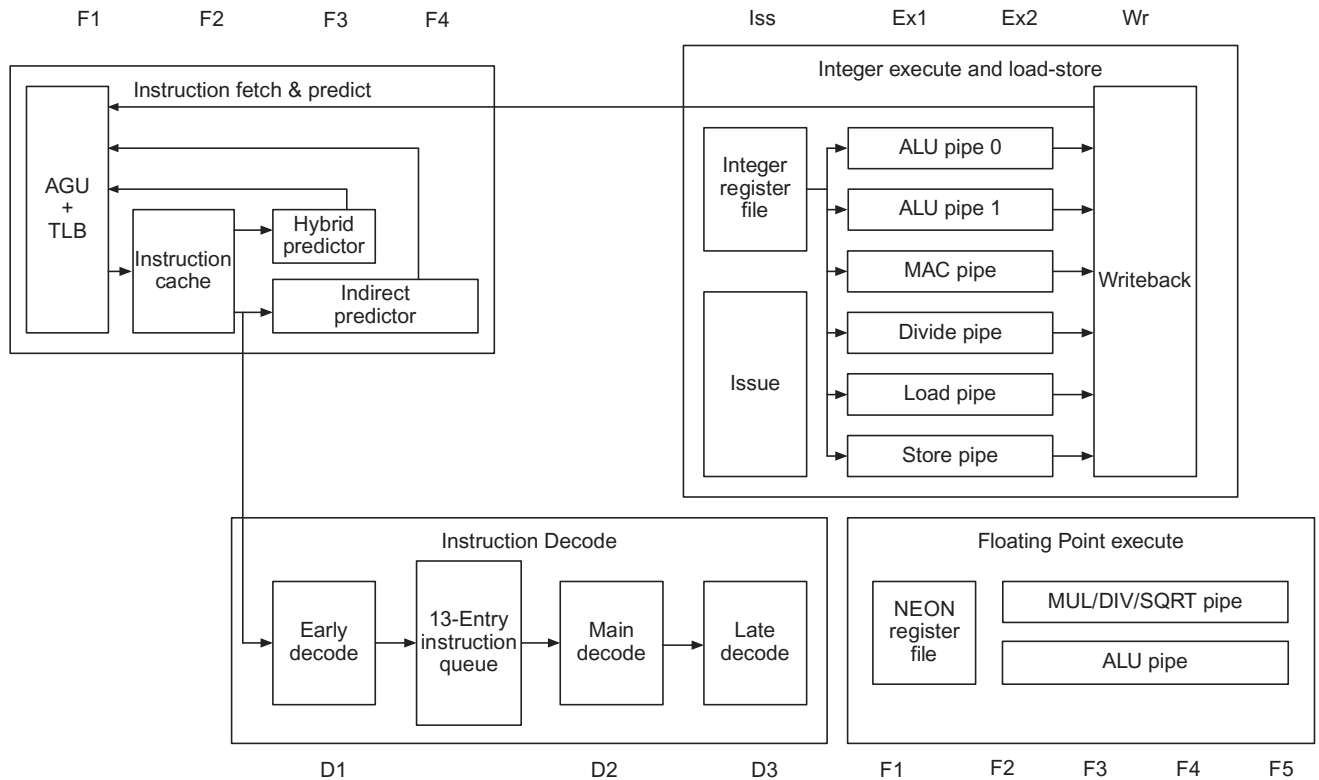 F1 F2 F3 F4 Iss Ex1 Ex2 Wr
Instruction fetch & predict
AGU
+
TLB
Instruction
cache
Hybrid
predictor
Indirect
predictor
Integer execute and load-store
Integer
register
file
Issue
ALU pipe 0
ALU pipe 1
MAC pipe
Divide pipe
Load pipe
Store pipe
Writeback
Instruction Decode
Early
decode
13-Entry
instruction
queue
Main
decode
Late
decode
Floating Point execute
NEON
register
file
MUL/DIV/SQRT pipe
ALU pipe
D1 D2 D3 F1 F2 F3 F4 F5